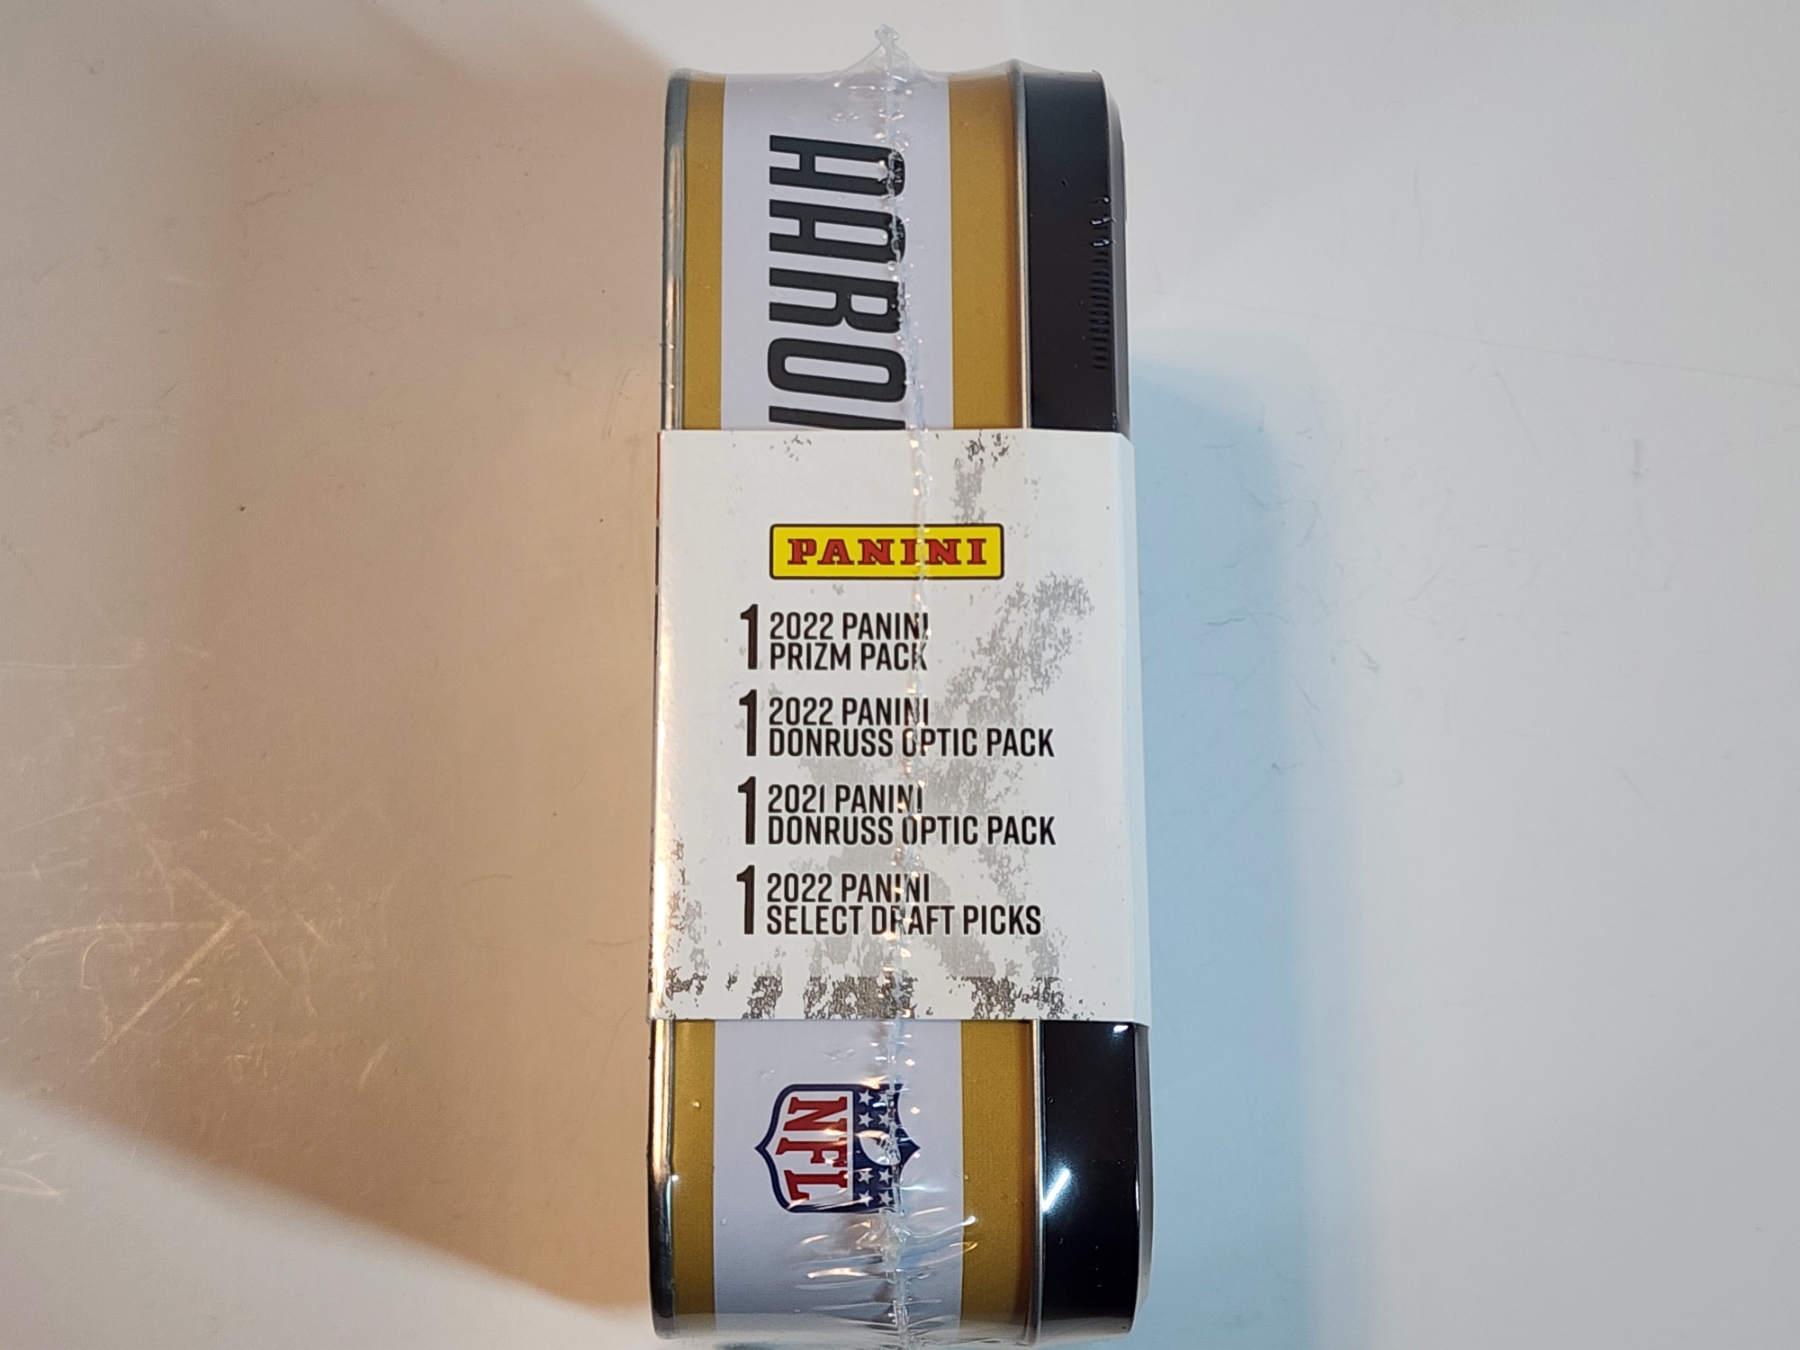 AARO
PANINI
1 2022 PANINI
PRIZM PACK
1 2022 PANINI
DONRUSS OPTIC PACK
1 2021 PANINI
DONRUSS OPTIC PACK
1 2022 PANINI
SELECT DRAFT PICKS
NFL